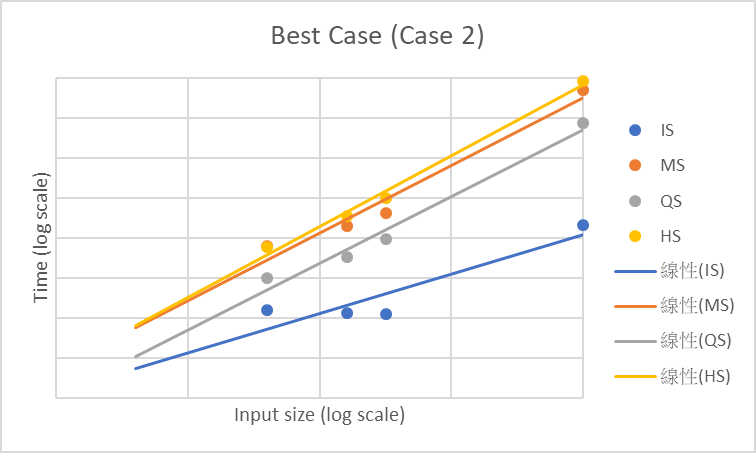 Best Case (Case 2)
Time (log scale)
Input size (log scale)
IS
MS
QS
HS
線性(IS)
線性(MS)
線性(QS)
線性(HS)